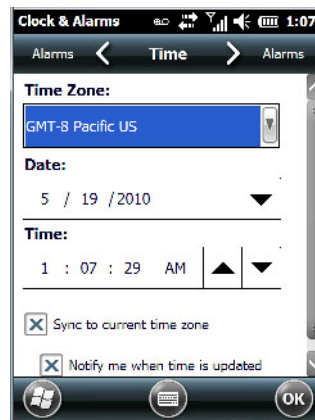 Clock & Alarms 1:07
Alarms Time Alarms
Time Zone:
GMT-8 Pacific US
Date:
5 / 19 /2010
Time:
1 : 07 : 29 AM
Sync to current time zone
Notify me when time is updated
OK